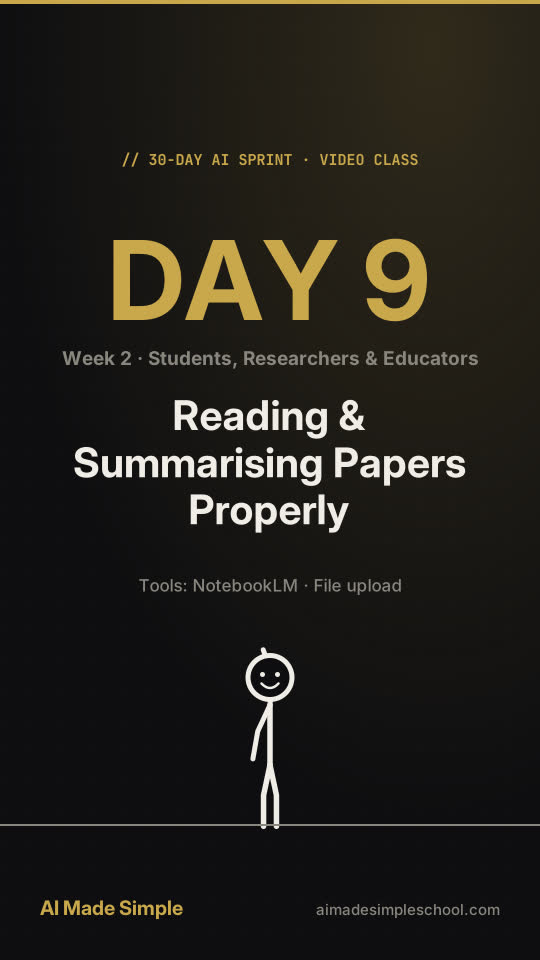 // 30-DAY AI SPRINT · VIDEO CLASS
DAY 9
Week 2 · Students, Researchers & Educators
Reading &
Summarising Papers
Properly
Tools: NotebookLM · File upload
AI Made Simple
aimadesimpleschool.com